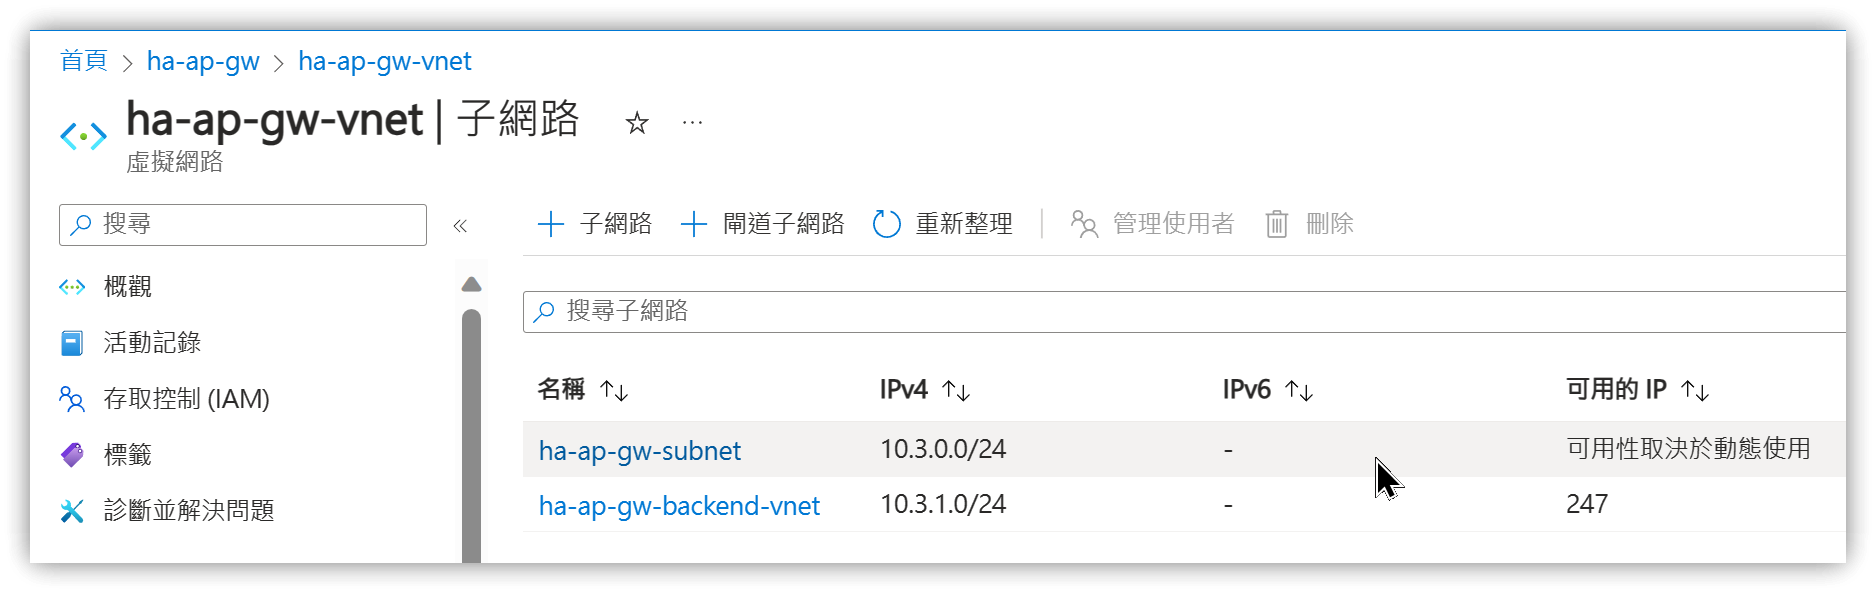 首頁 > ha-ap-gw > ha-ap-gw-vnet
ha-ap-gw-vnet | 子網路 ☆ ...
虛擬網路
搜尋 «
+ 子網路 + 閘道子網路 重新整理 | 管理使用者 刪除
概觀
活動記錄
存取控制 (IAM)
標籤
診斷並解決問題
搜尋子網路
名稱 ↑↓ IPv4 ↑↓ IPv6 ↑↓ 可用的 IP ↑↓
ha-ap-gw-subnet 10.3.0.0/24 - 可用性取決於動態使用
ha-ap-gw-backend-vnet 10.3.1.0/24 - 247